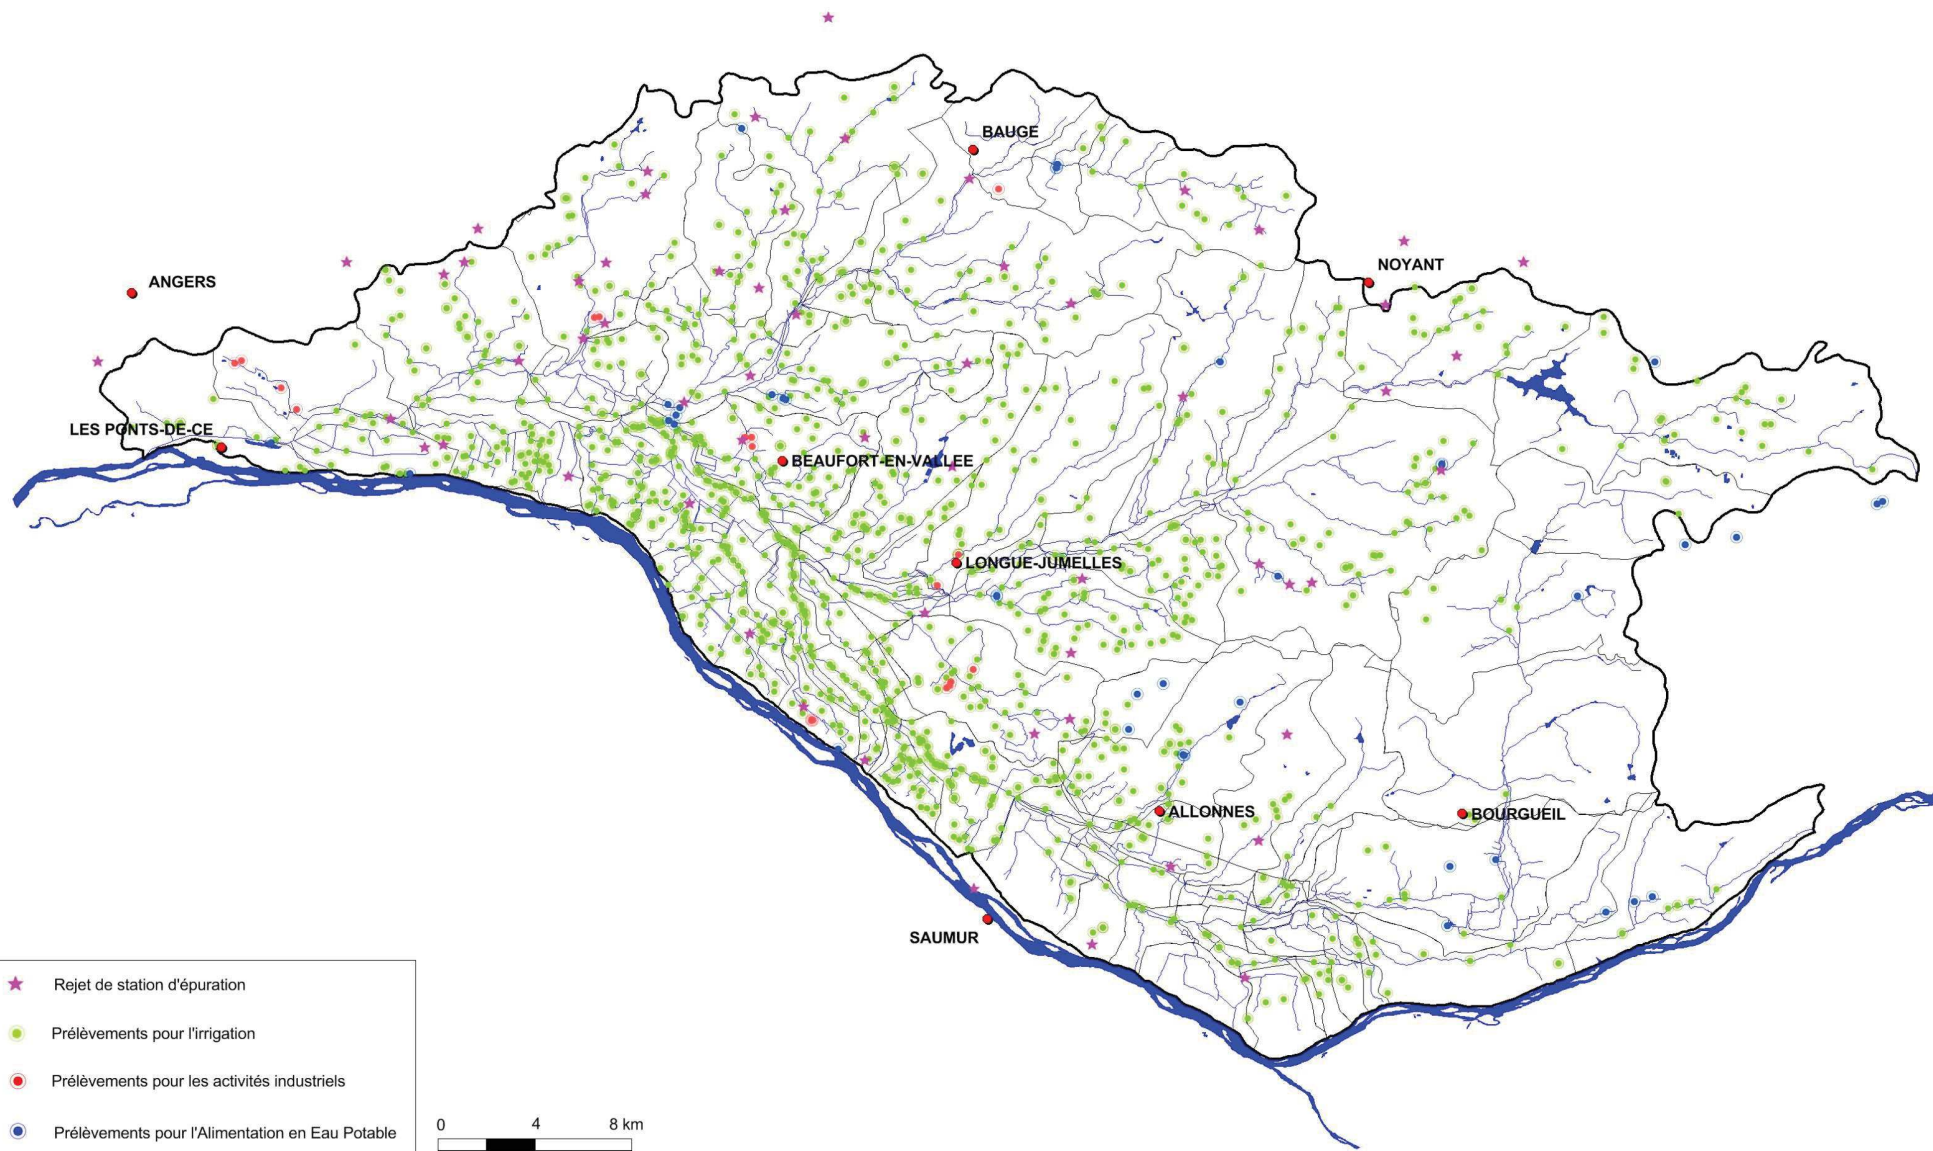 BAUGE
NOYANT
ANGERS
LES PONTS-DE-CE
BEAUFORT-EN-VALLEE
LONGUE-JUMELLES
ALLONNES
BOURGUEIL
SAUMUR
Rejet de station d'épuration
Prélèvements pour l'irrigation
Prélèvements pour les activités industriels
Prélèvements pour l'Alimentation en Eau Potable
0 4 8 km